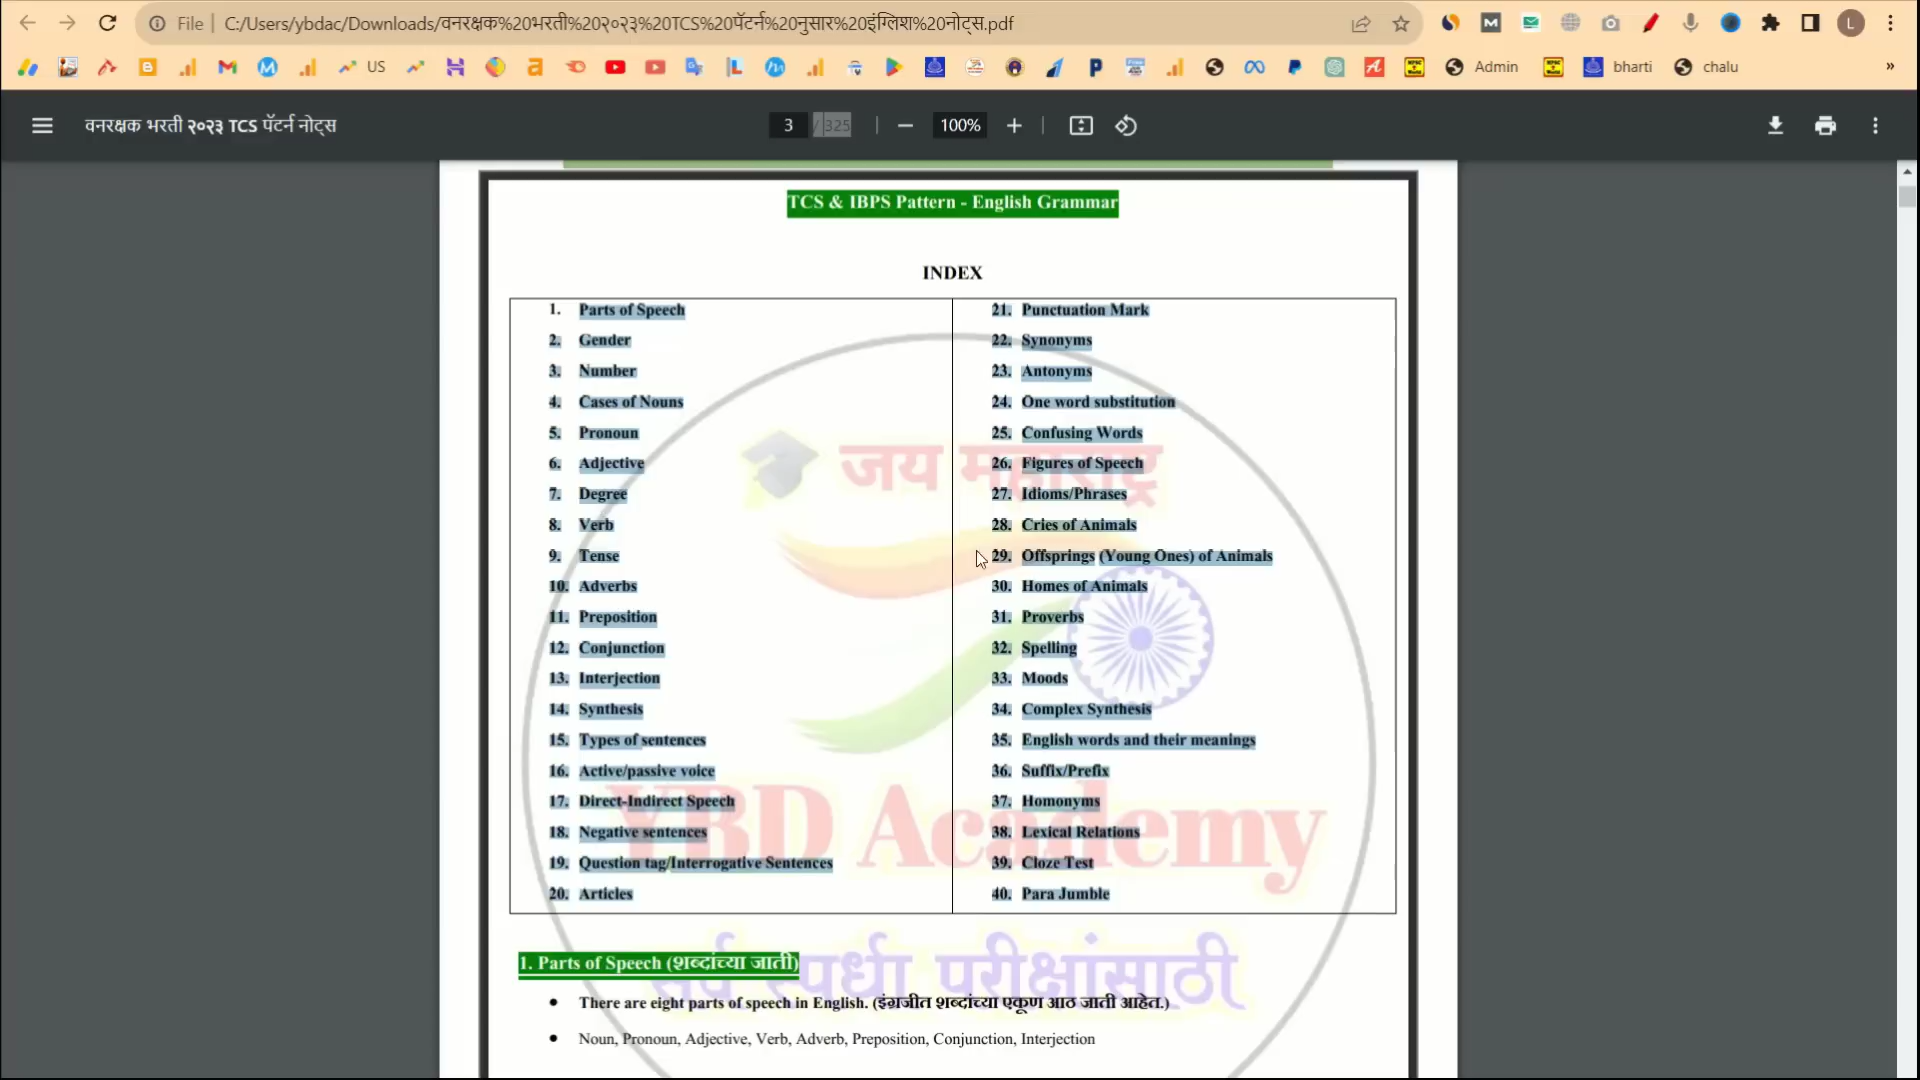 File | C:/Users/ybdac/Downloads/वनरक्षक%20भरती%20२०२३%20TCS%20पॅटर्न%20नुसार%20इंग्लिश%20नोट्स.pdf
L
US Admin bharti chalu »
वनरक्षक भरती २०२३ TCS पॅटर्न नोट्स
3 / 325 100%
TCS & IBPS Pattern - English Grammar
INDEX
1. Parts of Speech
2. Gender
3. Number
4. Cases of Nouns
5. Pronoun
6. Adjective
7. Degree
8. Verb
9. Tense
10. Adverbs
11. Preposition
12. Conjunction
13. Interjection
14. Synthesis
15. Types of sentences
16. Active/passive voice
17. Direct-Indirect Speech
18. Negative sentences
19. Question tag/Interrogative Sentences
20. Articles
21. Punctuation Mark
22. Synonyms
23. Antonyms
24. One word substitution
25. Confusing Words
26. Figures of Speech
27. Idioms/Phrases
28. Cries of Animals
29. Offsprings (Young Ones) of Animals
30. Homes of Animals
31. Proverbs
32. Spelling
33. Moods
34. Complex Synthesis
35. English words and their meanings
36. Suffix/Prefix
37. Homonyms
38. Lexical Relations
39. Cloze Test
40. Para Jumble
जय महाराष्ट्र
YBD Academy
सर्व स्पर्धा परीक्षांसाठी
1. Parts of Speech (शब्दांच्या जाती)
• There are eight parts of speech in English. (इंग्रजीत शब्दांच्या एकूण आठ जाती आहेत.)
• Noun, Pronoun, Adjective, Verb, Adverb, Preposition, Conjunction, Interjection